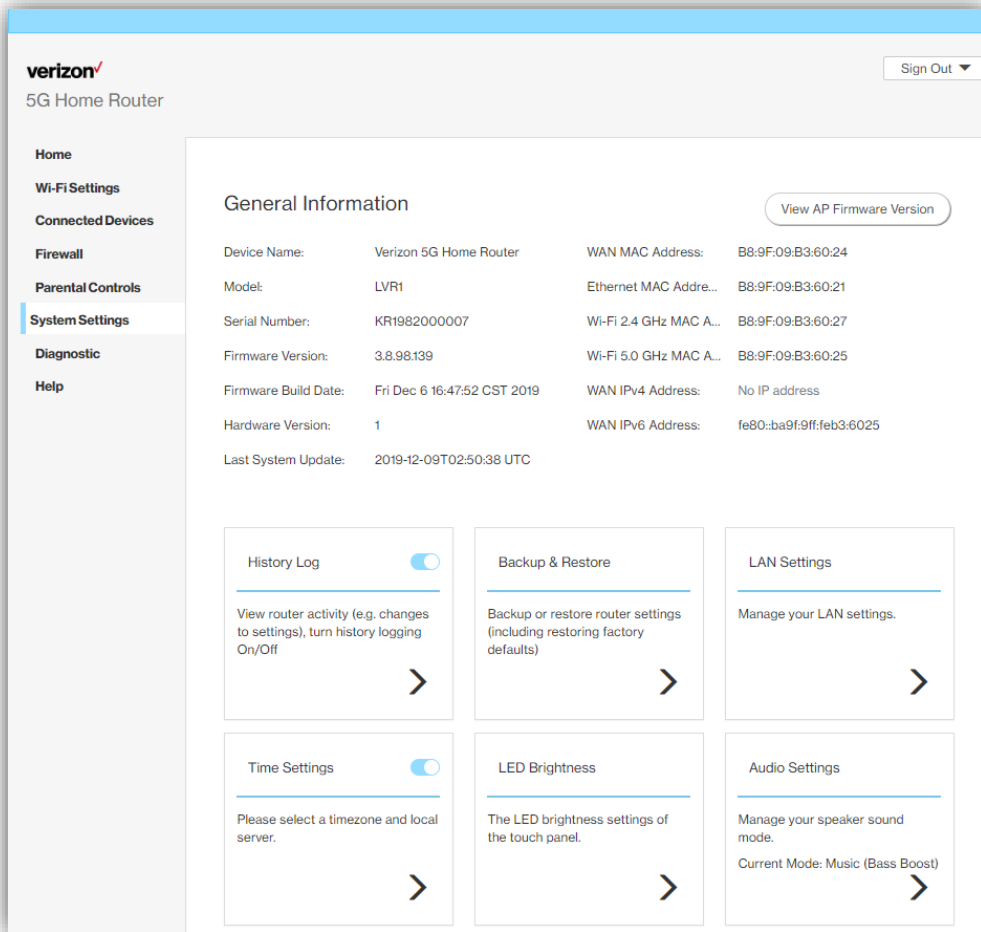 verizon
Sign Out
5G Home Router
Home
Wi-Fi Settings
Connected Devices
Firewall
Parental Controls
System Settings
Diagnostic
Help
General Information
View AP Firmware Version
Device Name: Verizon 5G Home Router WAN MAC Address: B8:9F:09:B3:60:24
Model: LVR1 Ethernet MAC Addre... B8:9F:09:B3:60:21
Serial Number: KR1982000007 Wi-Fi 2.4 GHz MAC A... B8:9F:09:B3:60:27
Firmware Version: 3.8.98.139 Wi-Fi 5.0 GHz MAC A... B8:9F:09:B3:60:25
Firmware Build Date: Fri Dec 6 16:47:52 CST 2019 WAN IPv4 Address: No IP address
Hardware Version: 1 WAN IPv6 Address: fe80::ba9f:9ff:feb3:6025
Last System Update: 2019-12-09T02:50:38 UTC
History Log
View router activity (e.g. changes
to settings), turn history logging
On/Off
Backup & Restore
Backup or restore router settings
(including restoring factory
defaults)
LAN Settings
Manage your LAN settings.
Time Settings
Please select a timezone and local
server.
LED Brightness
The LED brightness settings of
the touch panel.
Audio Settings
Manage your speaker sound
mode.
Current Mode: Music (Bass Boost)